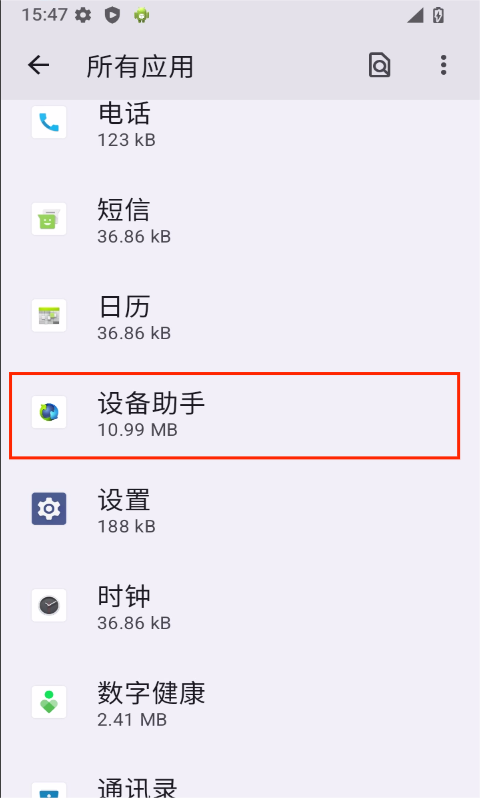 15:47
所有应用
电话
123 kB
短信
36.86 kB
日历
36.86 kB
设备助手
10.99 MB
设置
188 kB
时钟
36.86 kB
数字健康
2.41 MB
通讯录